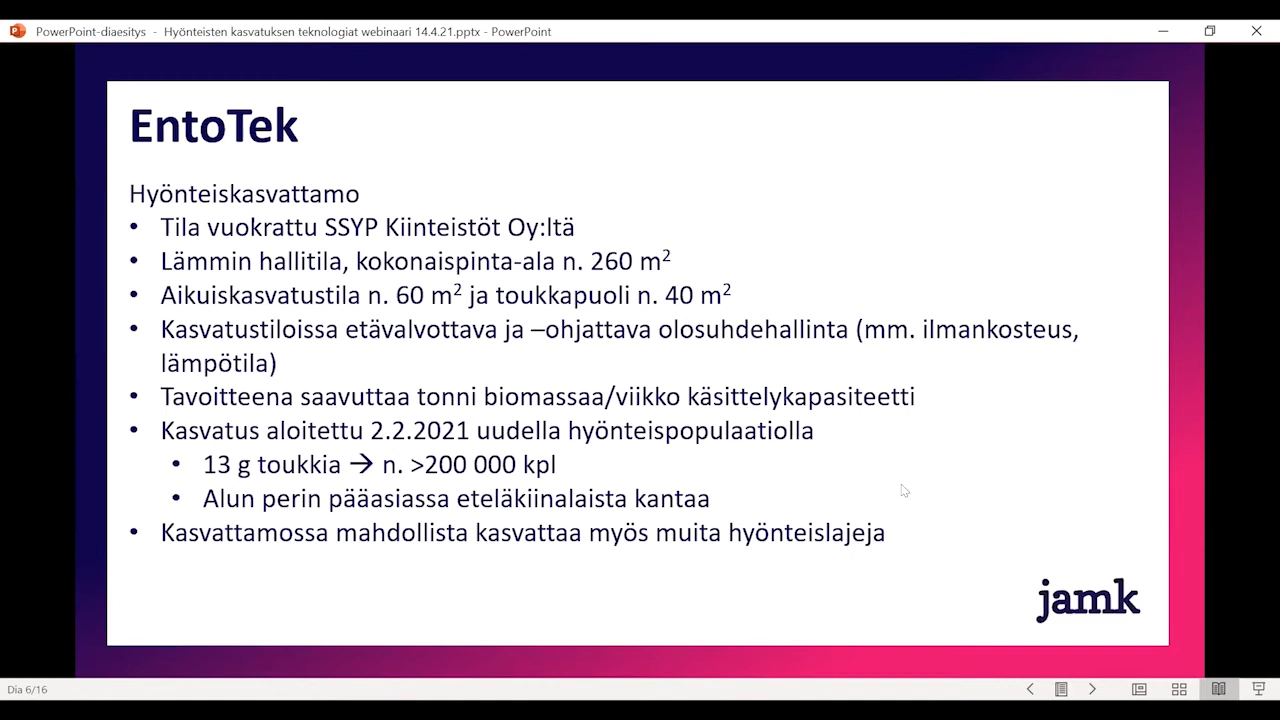 PowerPoint-diaesitys - Hyönteisten kasvatuksen teknologiat webinaari 14.4.21.pptx - PowerPoint
EntoTek
Hyönteiskasvattamo
• Tila vuokrattu SSYP Kiinteistöt Oy:ltä
• Lämmin hallitila, kokonaispinta-ala n. 260 m²
• Aikuiskasvatustila n. 60 m² ja toukkapuoli n. 40 m²
• Kasvatustiloissa etävalvottava ja –ohjattava olosuhdehallinta (mm. ilmankosteus,
lämpötila)
• Tavoitteena saavuttaa tonni biomassaa/viikko käsittelykapasiteetti
• Kasvatus aloitettu 2.2.2021 uudella hyönteispopulaatiolla
• 13 g toukkia → n. >200 000 kpl
• Alun perin pääasiassa eteläkiinalaista kantaa
• Kasvattamossa mahdollista kasvattaa myös muita hyönteislajeja
jamk
Dia 6/16